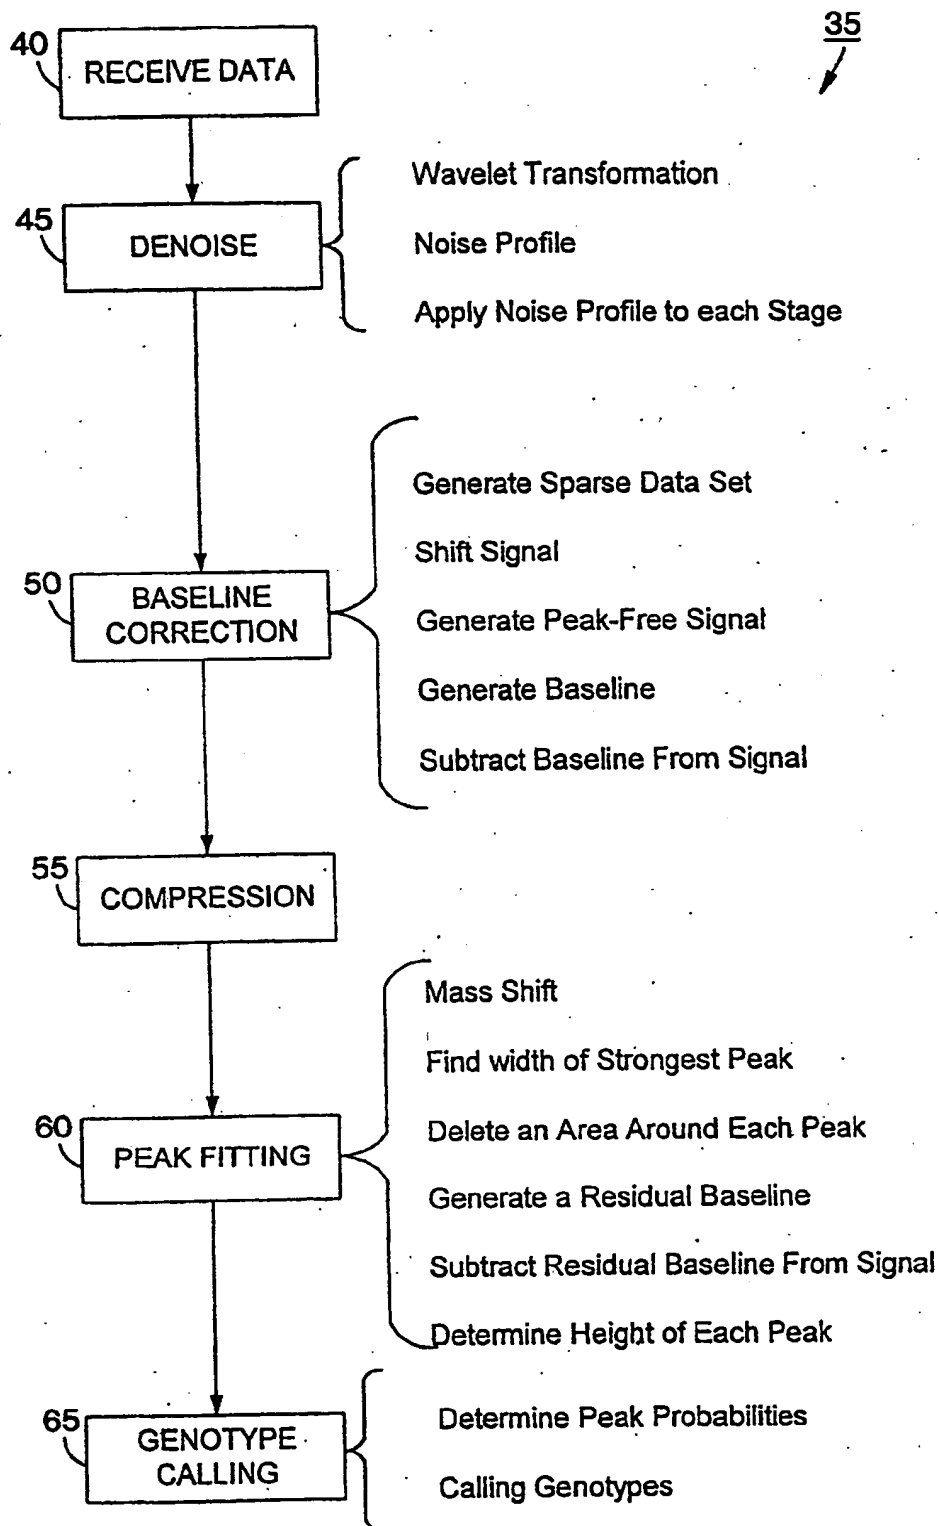 35
40
RECEIVE DATA
45
DENOISE
Wavelet Transformation
Noise Profile
Apply Noise Profile to each Stage
50
BASELINE
CORRECTION
Generate Sparse Data Set
Shift Signal
Generate Peak-Free Signal
Generate Baseline
Subtract Baseline From Signal
55
COMPRESSION
60
PEAK FITTING
Mass Shift
Find width of Strongest Peak
Delete an Area Around Each Peak
Generate a Residual Baseline
Subtract Residual Baseline From Signal
Determine Height of Each Peak
65
GENOTYPE
CALLING
Determine Peak Probabilities
Calling Genotypes